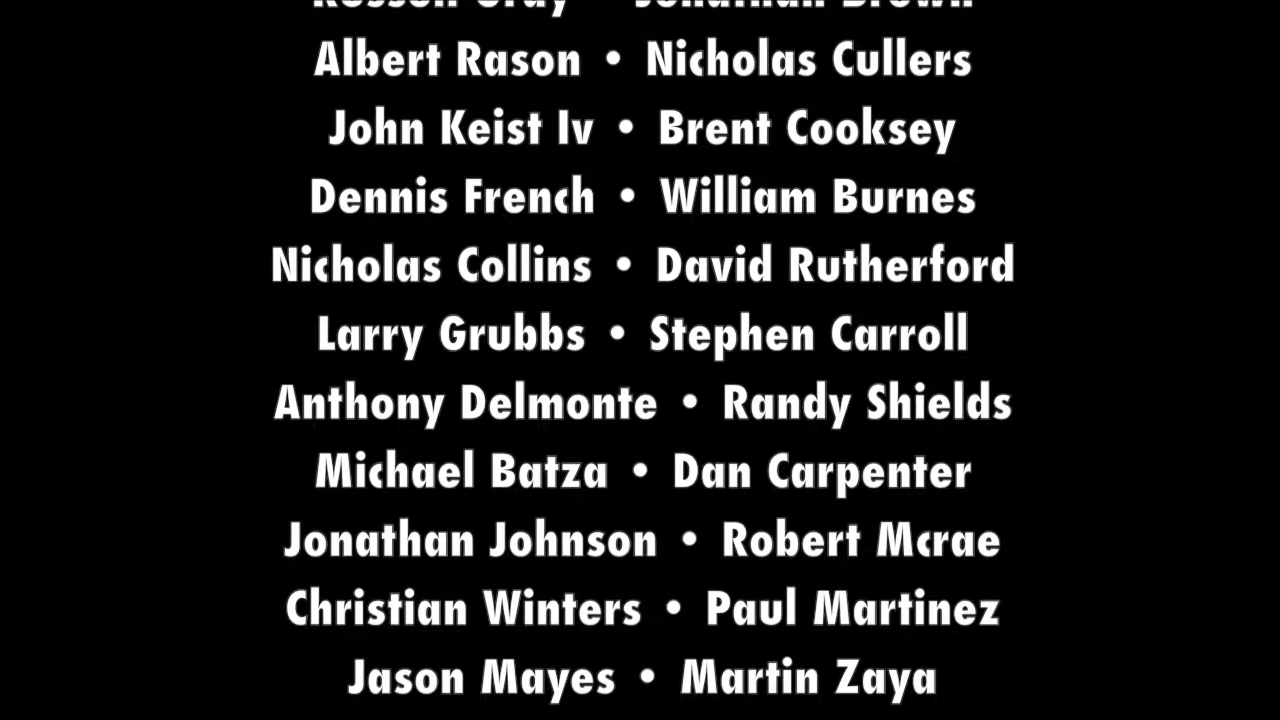 Jonathan Brown
Albert Rason • Nicholas Cullers
John Keist Iv • Brent Cooksey
Dennis French • William Burnes
Nicholas Collins • David Rutherford
Larry Grubbs • Stephen Carroll
Anthony Delmonte • Randy Shields
Michael Batza • Dan Carpenter
Jonathan Johnson • Robert Mcrae
Christian Winters • Paul Martinez
Jason Mayes • Martin Zaya